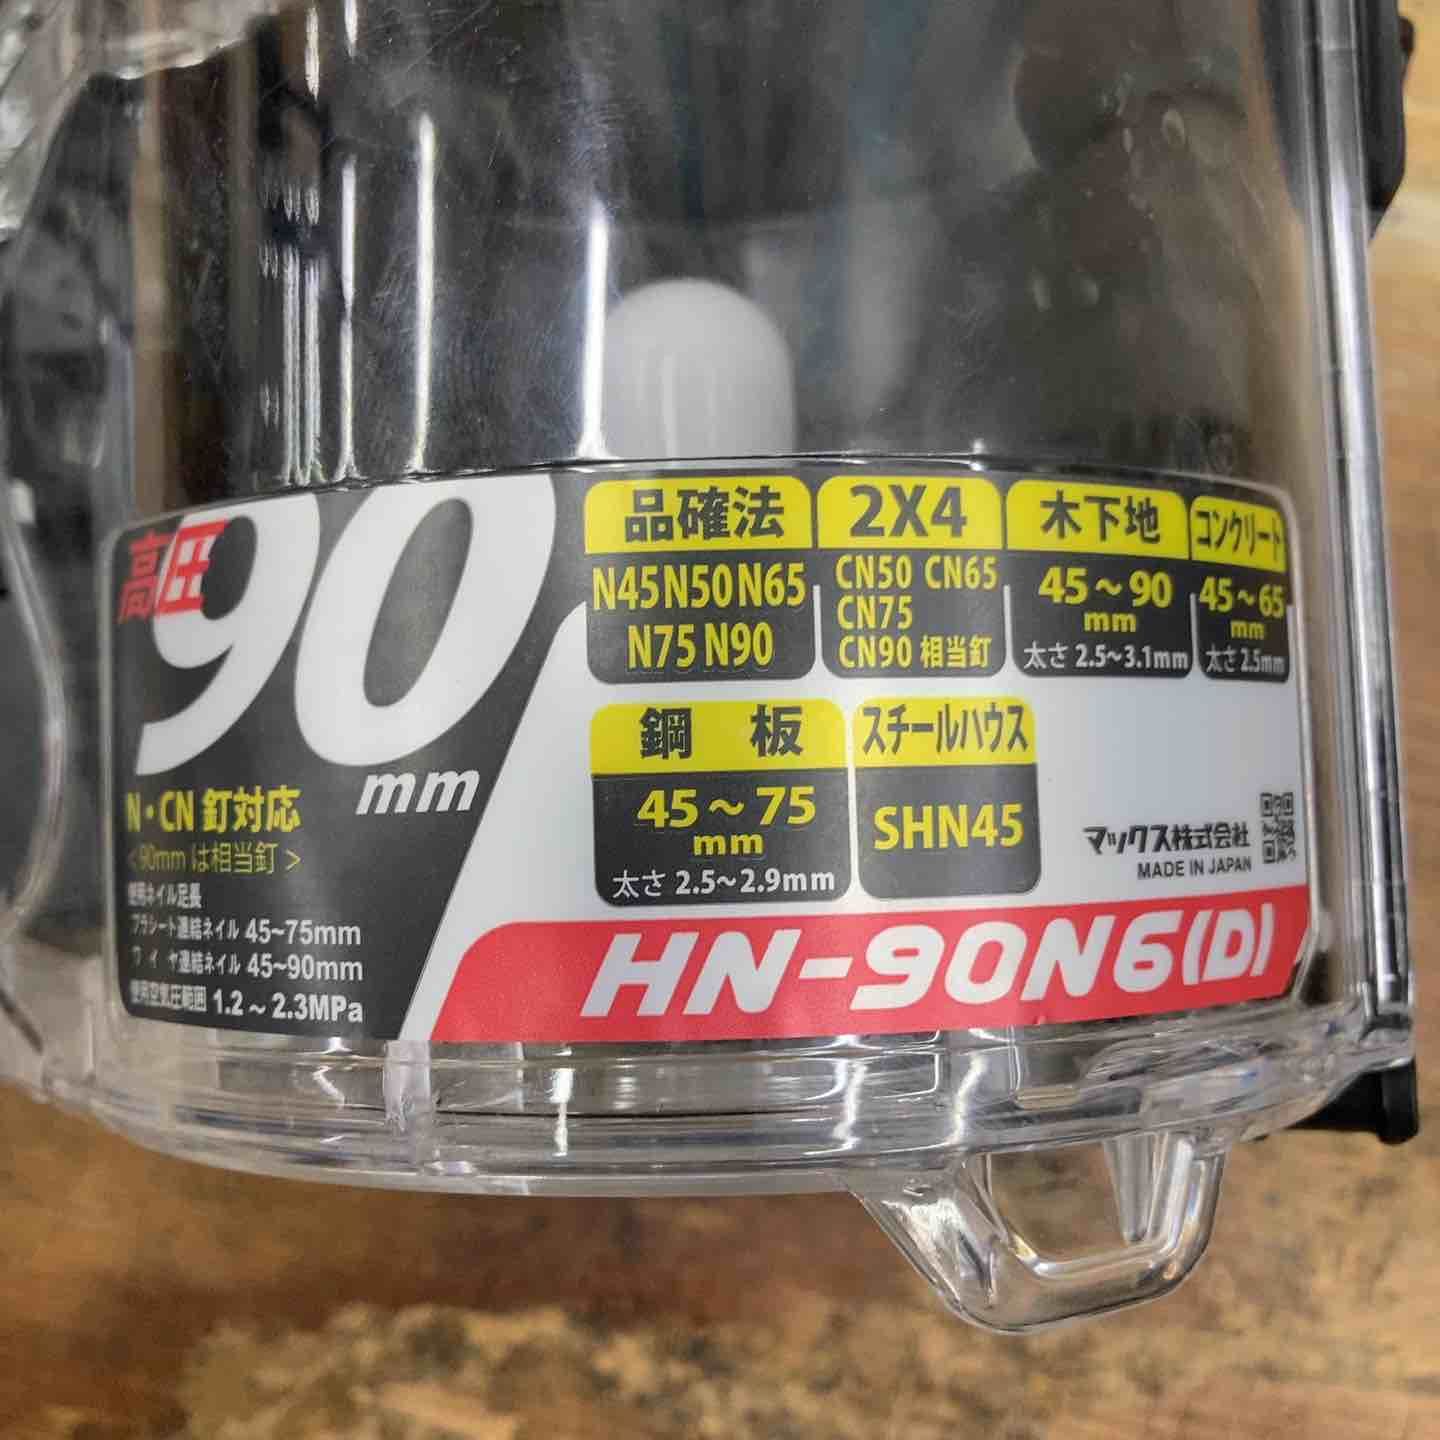 高圧
90
mm
N・CN 釘対応
<90mm は相当釘>
使用ネイル足長
プラシート連結ネイル 45~75mm
ワイヤ連結ネイル 45~90mm
使用空気圧範囲 1.2~2.3MPa
品確法
N45 N50 N65
N75 N90
2X4
CN50 CN65
CN75
CN90 相当釘
木下地
45~90
mm
太さ 2.5~3.1mm
コンクリート
45~65
mm
太さ 2.5mm
鋼 板
45~75
mm
太さ 2.5~2.9mm
スチールハウス
SHN45
マックス株式会社
MADE IN JAPAN
HN-90N6(D)